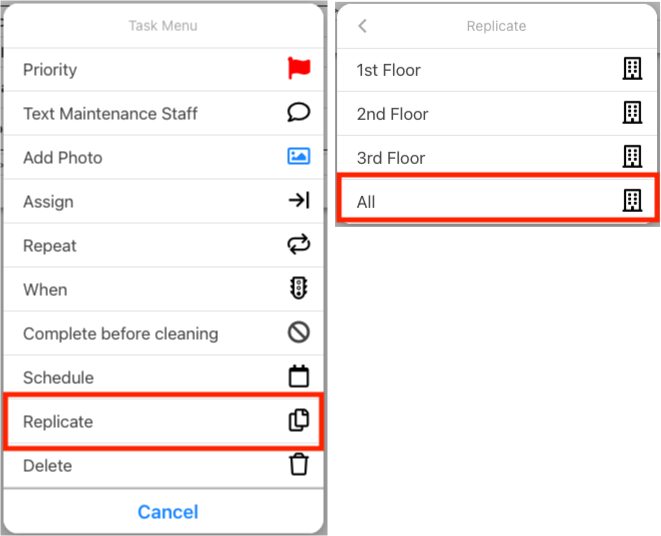 Task Menu
Priority
Text Maintenance Staff
Add Photo
Assign
Repeat
When
Complete before cleaning
Schedule
Replicate
Delete
Cancel
Replicate
1st Floor
2nd Floor
3rd Floor
All